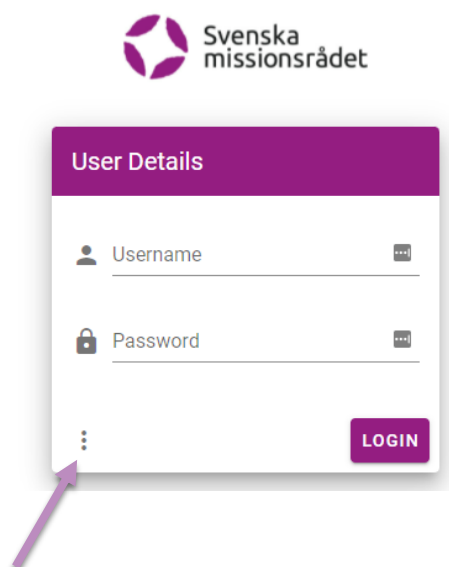 Svenska
missionsrådet
User Details
Username
Password
LOGIN